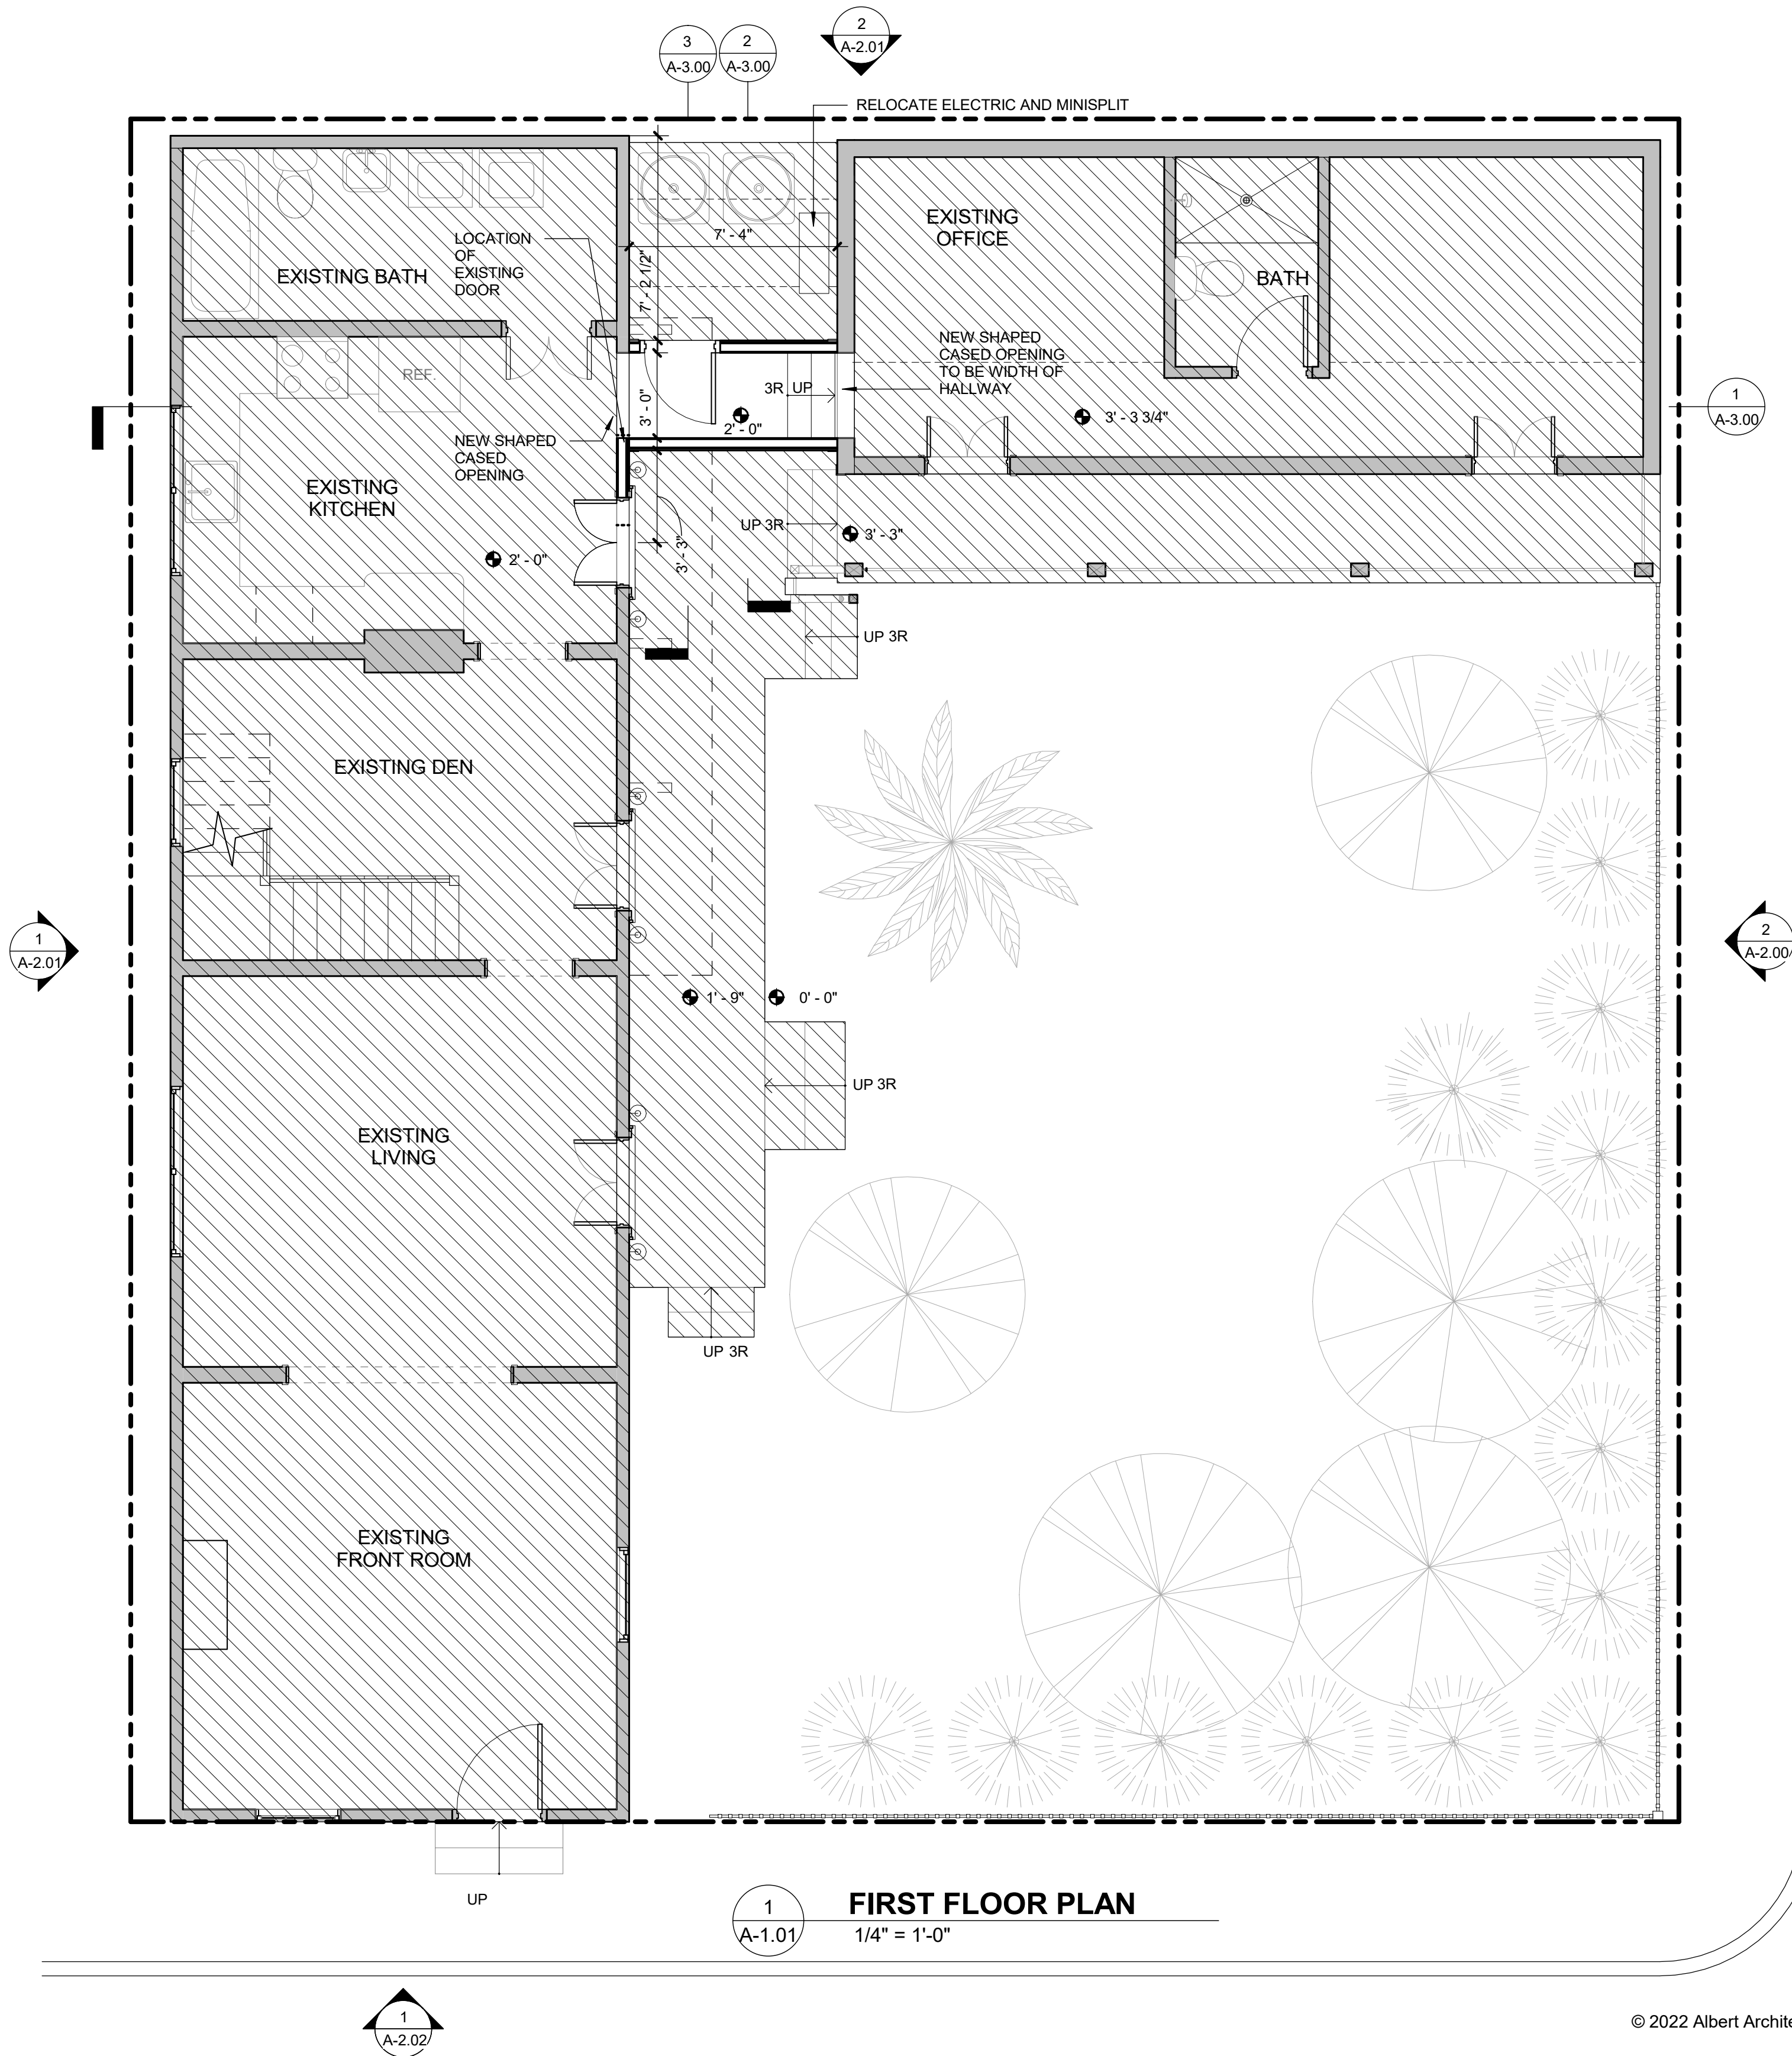 3
A-3.00
2
A-3.00
2
A-2.01
RELOCATE ELECTRIC AND MINISPLIT
LOCATION
OF
EXISTING
DOOR
EXISTING BATH
7' - 4"
7' - 2 1/2"
EXISTING
OFFICE
BATH
NEW SHAPED
CASED OPENING
TO BE WIDTH OF
HALLWAY
REF.
3R UP
3' - 0"
2' - 0"
3' - 3 3/4"
1
A-3.00
NEW SHAPED
CASED
OPENING
EXISTING
KITCHEN
2' - 0"
3' - 3"
UP 3R
3' - 3"
UP 3R
EXISTING DEN
1
A-2.01
2
A-2.00
1' - 9"
0' - 0"
UP 3R
EXISTING
LIVING
UP 3R
EXISTING
FRONT ROOM
UP
1
A-1.01
FIRST FLOOR PLAN
1/4" = 1'-0"
1
A-2.02
© 2022 Albert Archite